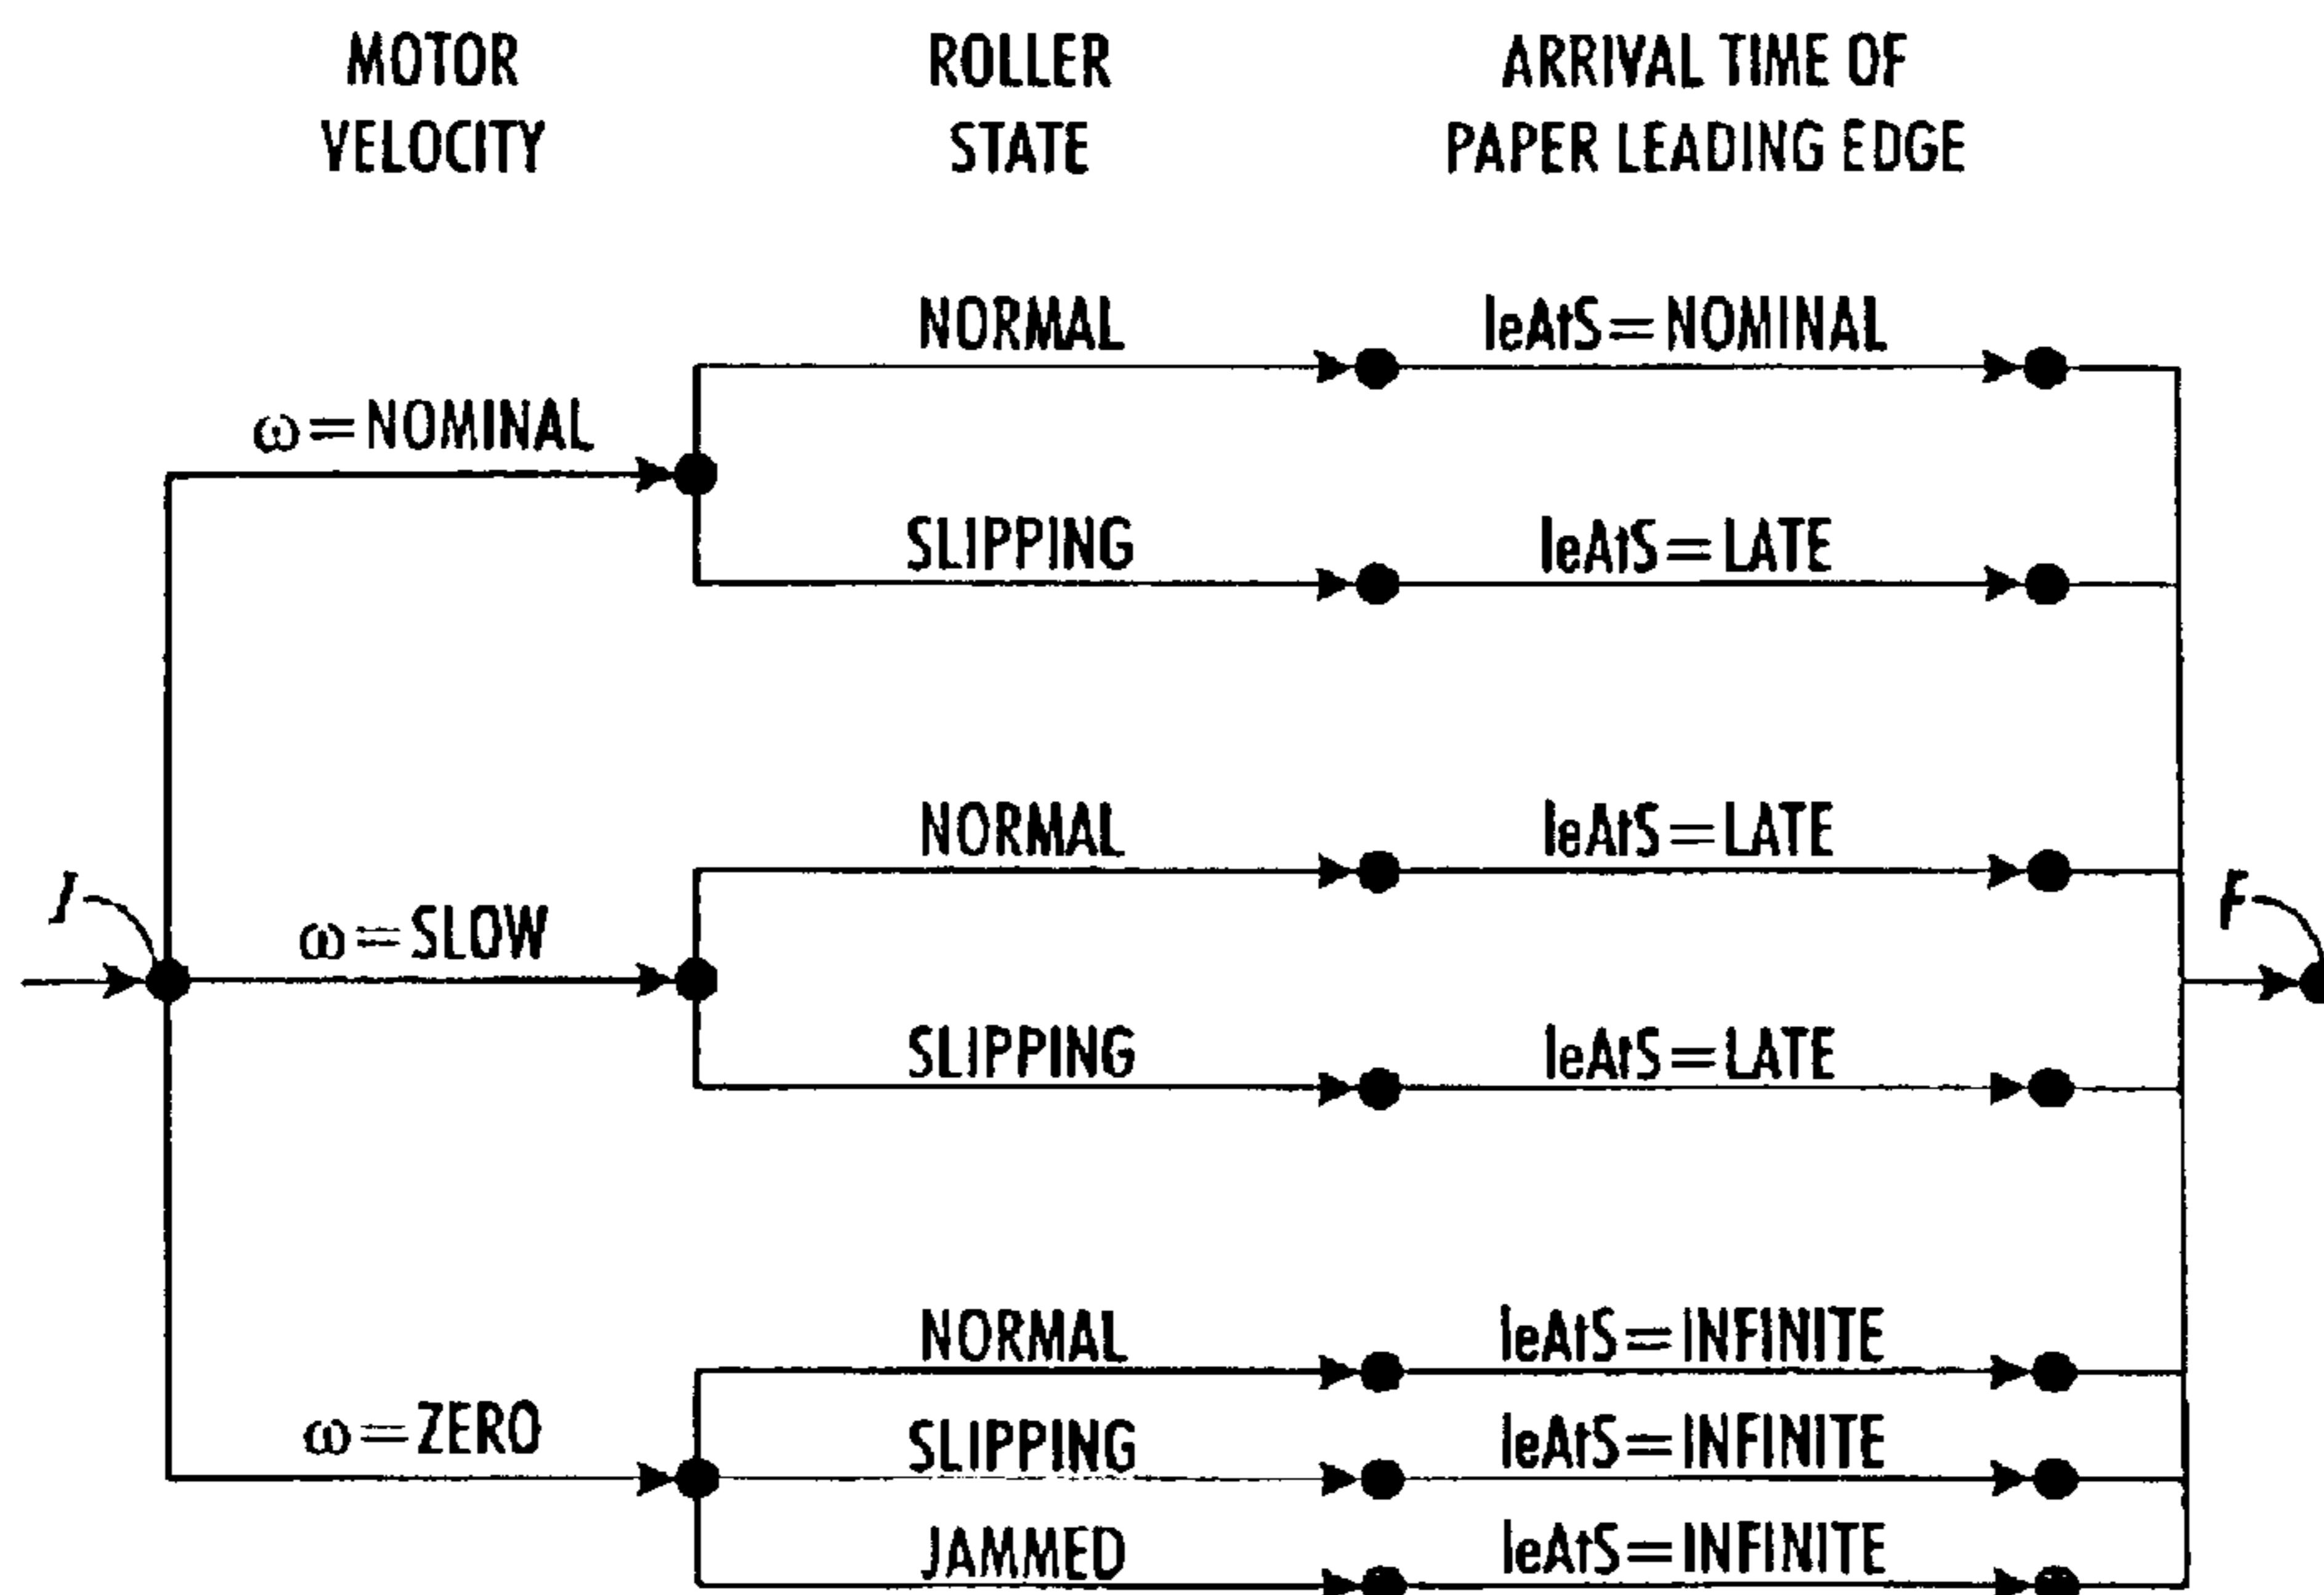 MOTOR
VELOCITY
ROLLER
STATE
ARRIVAL TIME OF
PAPER LEADING EDGE
NORMAL
leAtS=NOMINAL
ω=NOMINAL
SLIPPING
leAtS=LATE
NORMAL
leAtS=LATE
I
ω=SLOW
F
SLIPPING
leAtS=LATE
NORMAL
leAtS=INFINITE
ω=ZERO
SLIPPING
leAtS=INFINITE
JAMMED
leAtS=INFINITE